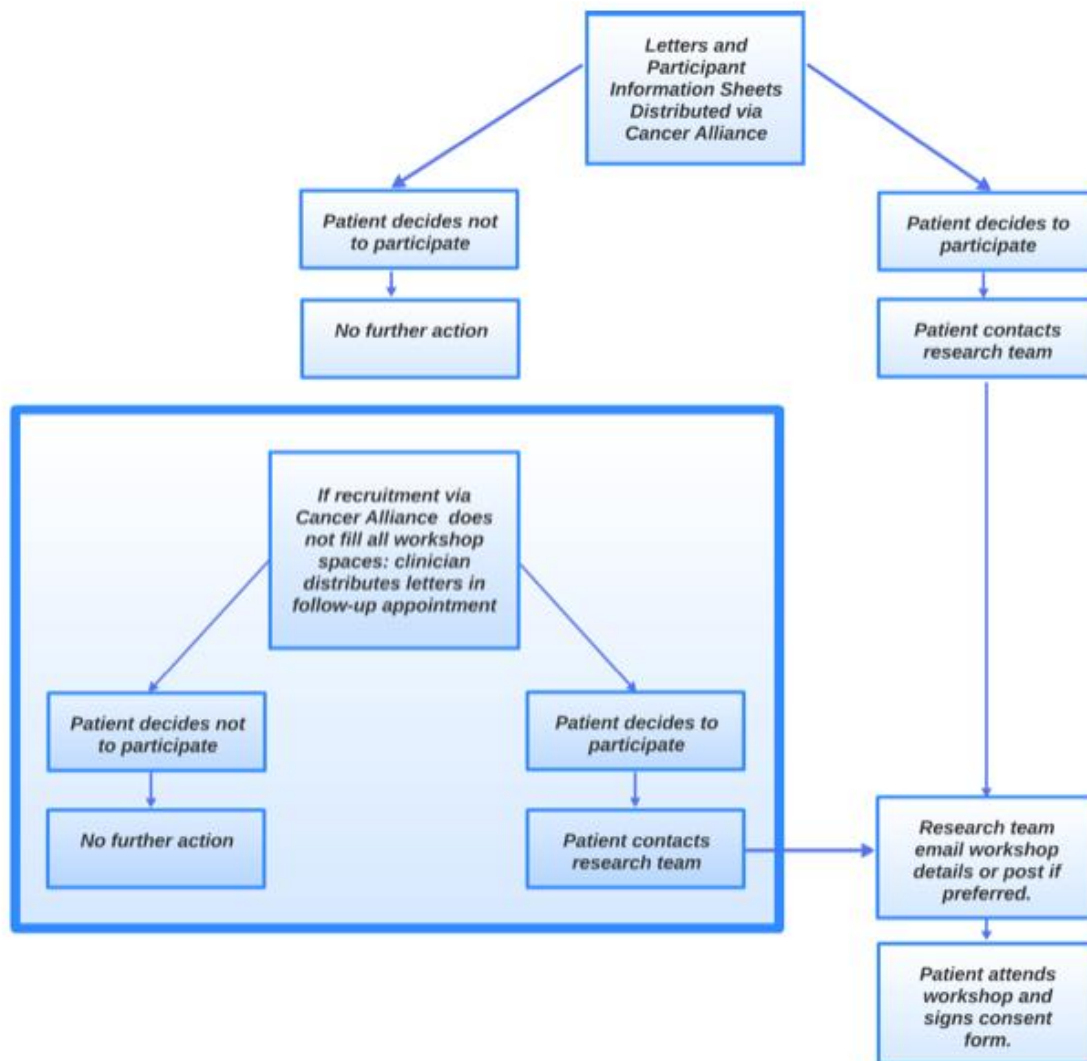 Letters and
Participant
Information Sheets
Distributed via
Cancer Alliance
Patient decides not
to participate
Patient decides to
participate
No further action
Patient contacts
research team
If recruitment via
Cancer Alliance does
not fill all workshop
spaces: clinician
distributes letters in
follow-up appointment
Patient decides not
to participate
Patient decides to
participate
No further action
Patient contacts
research team
Research team
email workshop
details or post if
preferred.
Patient attends
workshop and
signs consent
form.